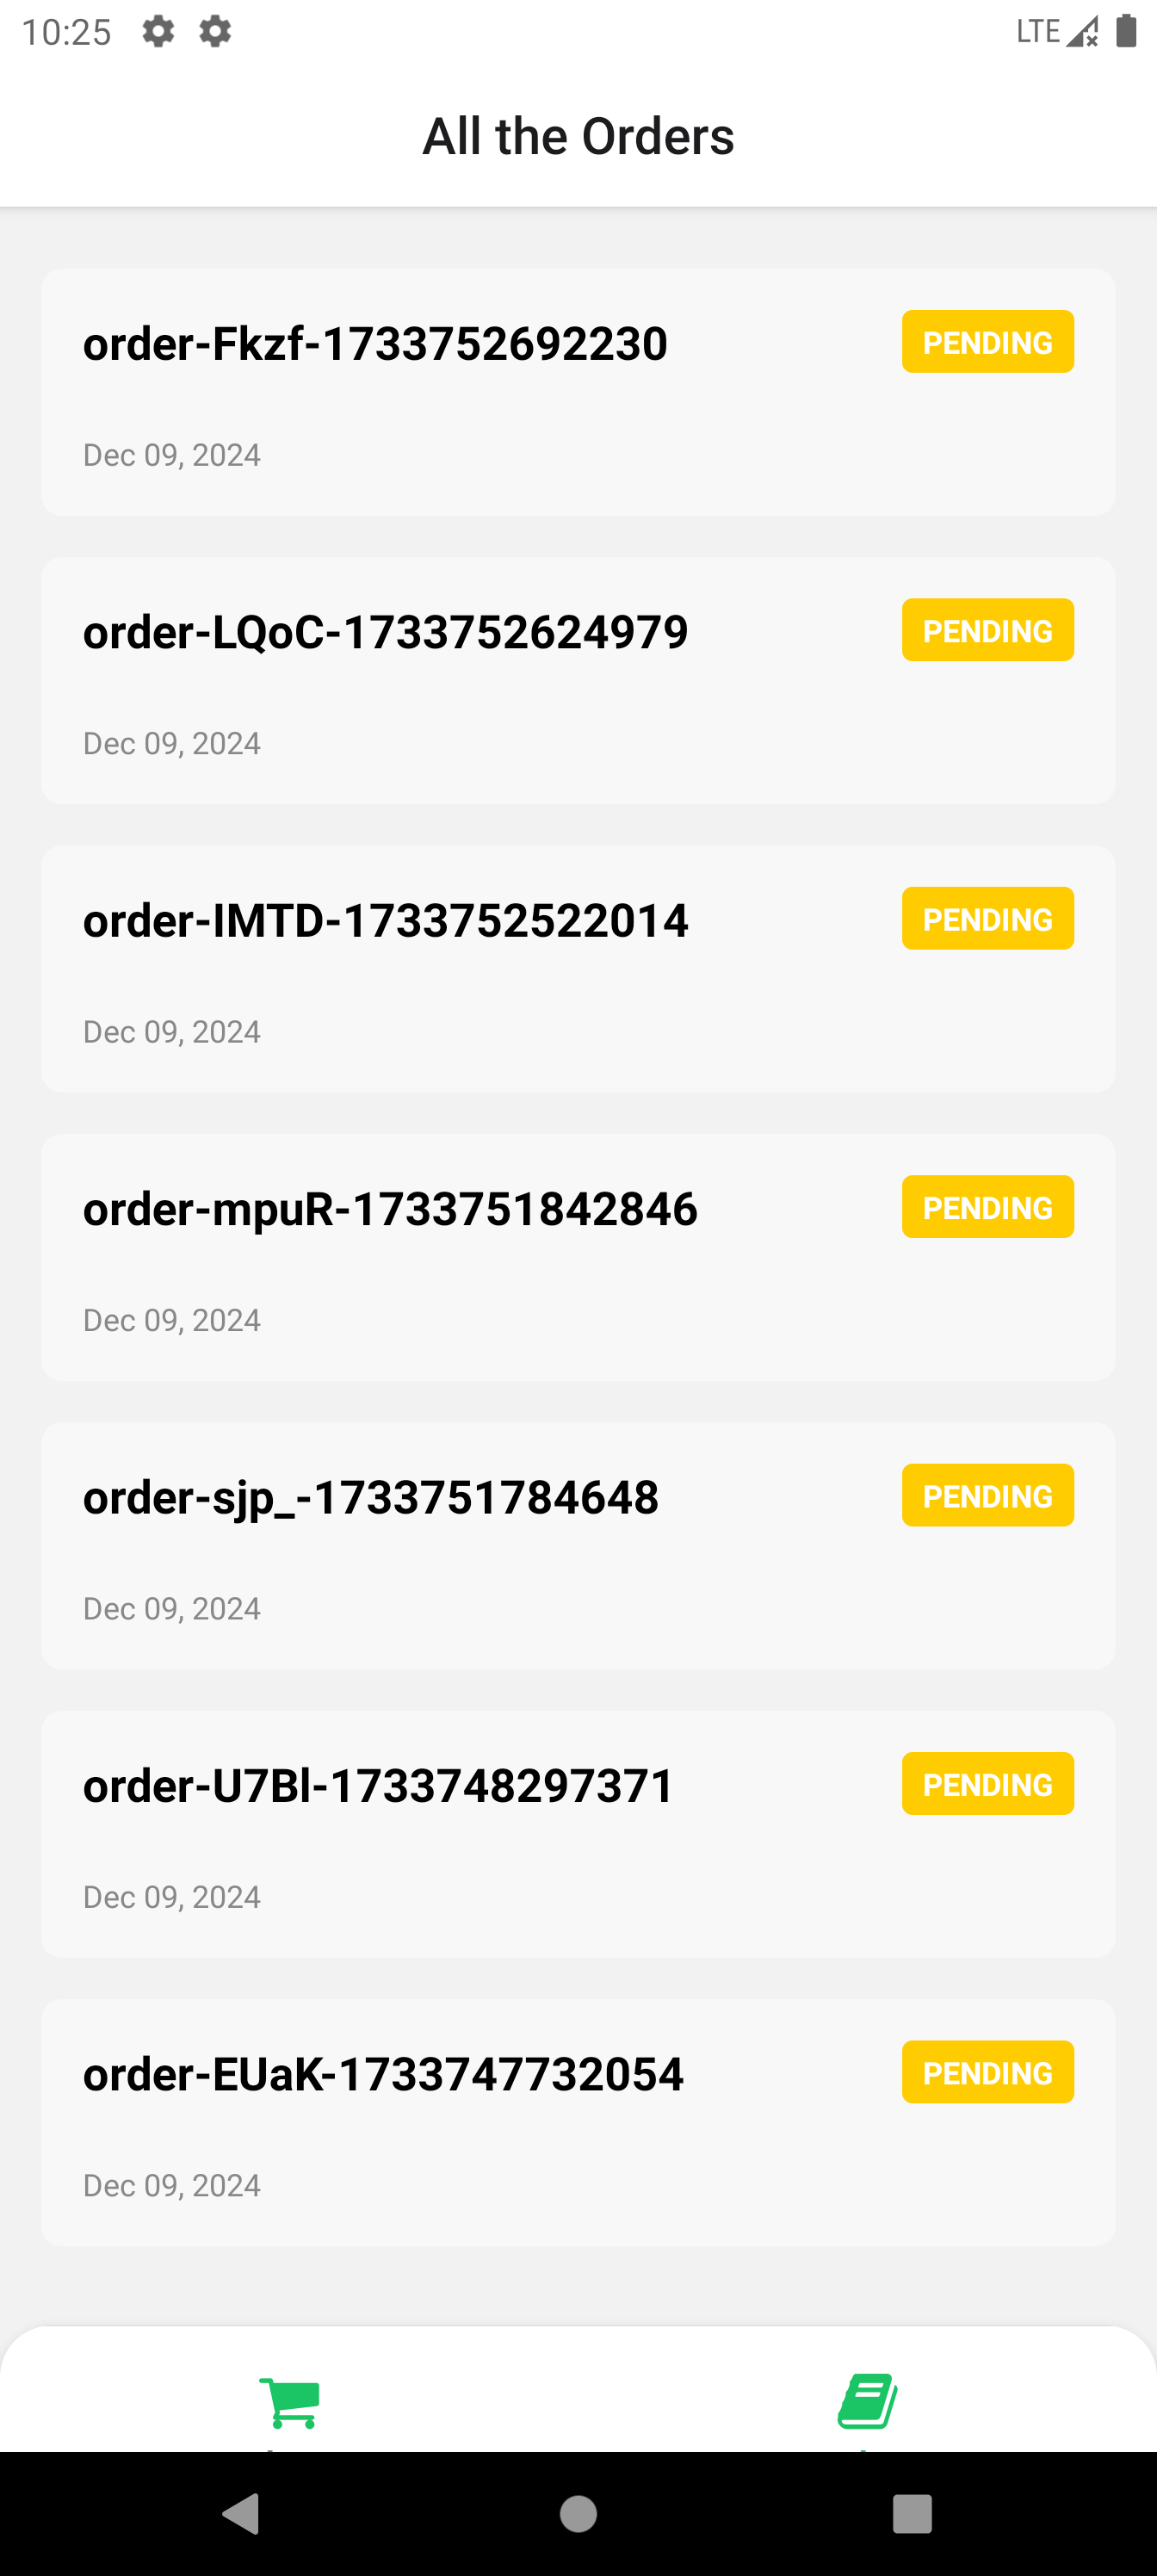 10:25 LTE
All the Orders
order-Fkzf-1733752692230 PENDING
Dec 09, 2024
order-LQoC-1733752624979 PENDING
Dec 09, 2024
order-IMTD-1733752522014 PENDING
Dec 09, 2024
order-mpuR-1733751842846 PENDING
Dec 09, 2024
order-sjp_-1733751784648 PENDING
Dec 09, 2024
order-U7Bl-1733748297371 PENDING
Dec 09, 2024
order-EUaK-1733747732054 PENDING
Dec 09, 2024